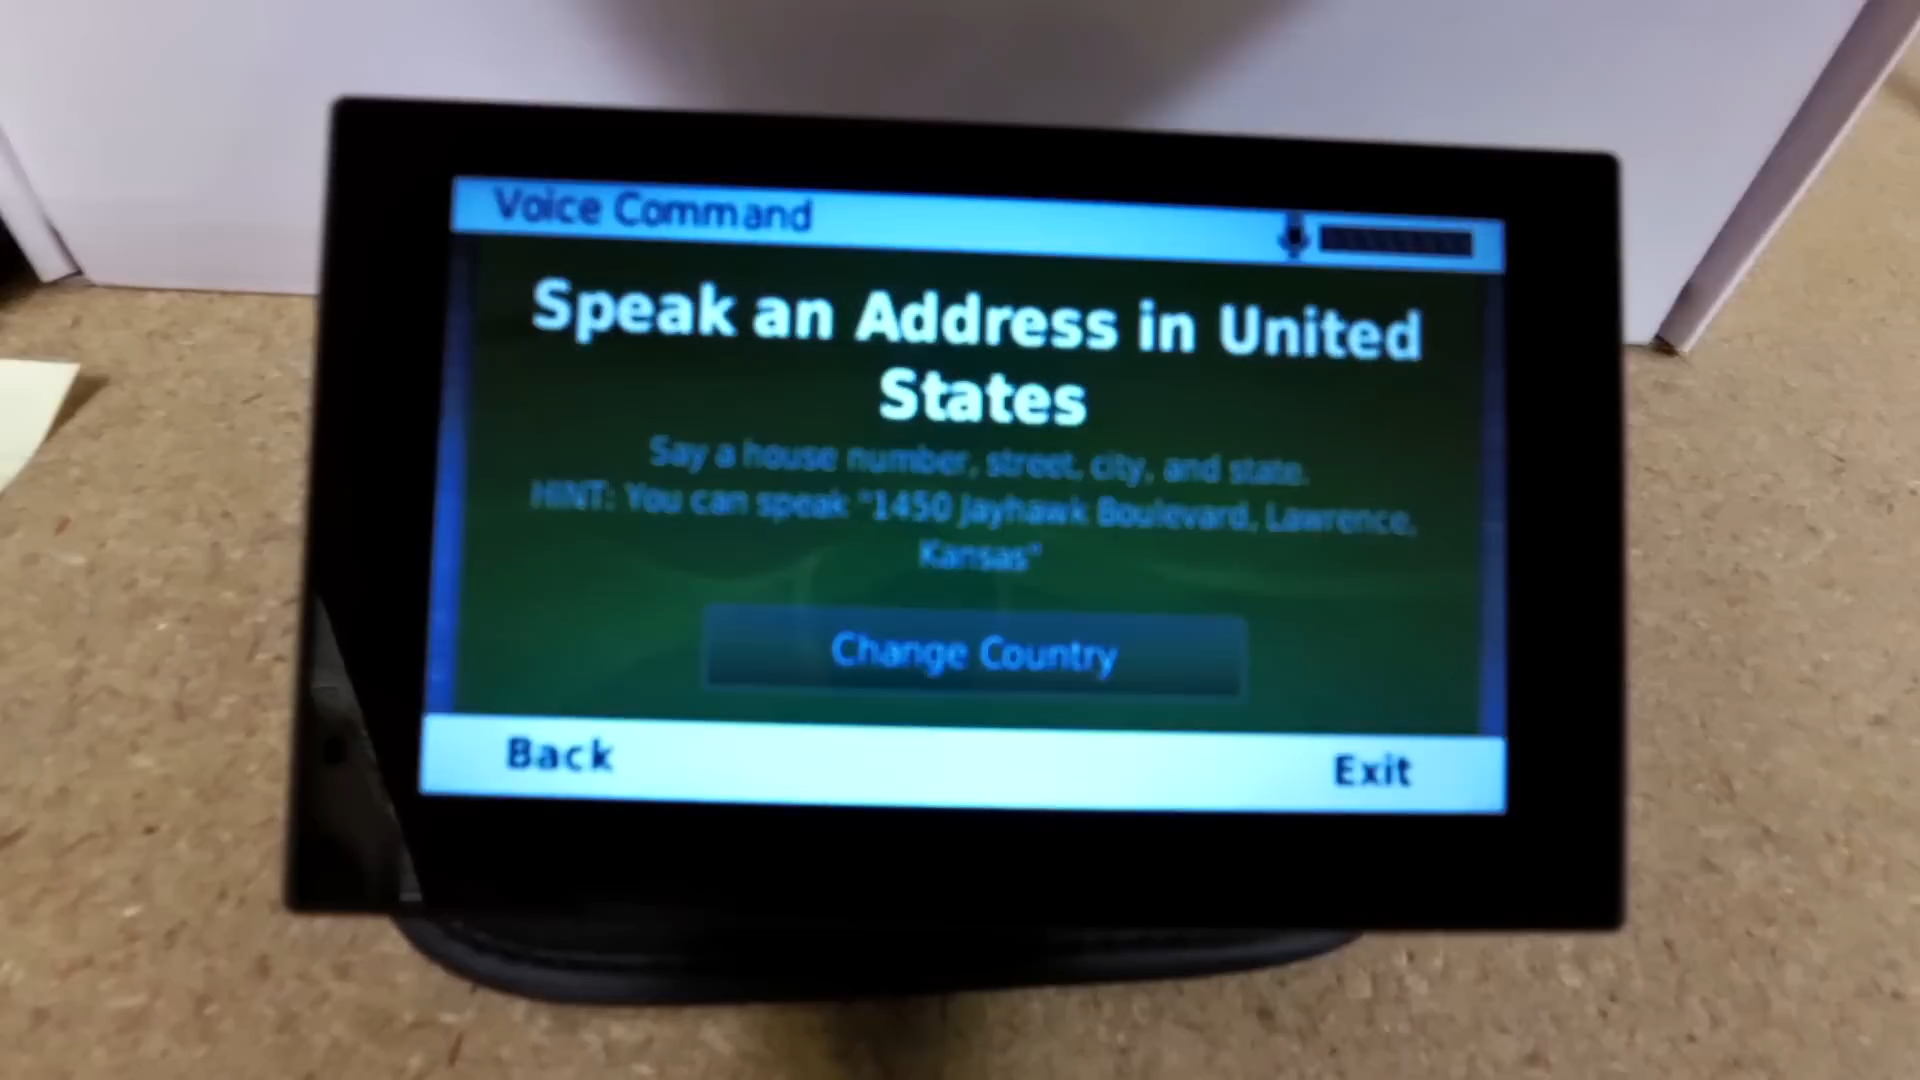 Voice Command
Speak an Address in United
States
Say a house number, street, city, and state.
HINT: You can speak "1450 Jayhawk Boulevard, Lawrence,
Kansas"
Change Country
Back
Exit